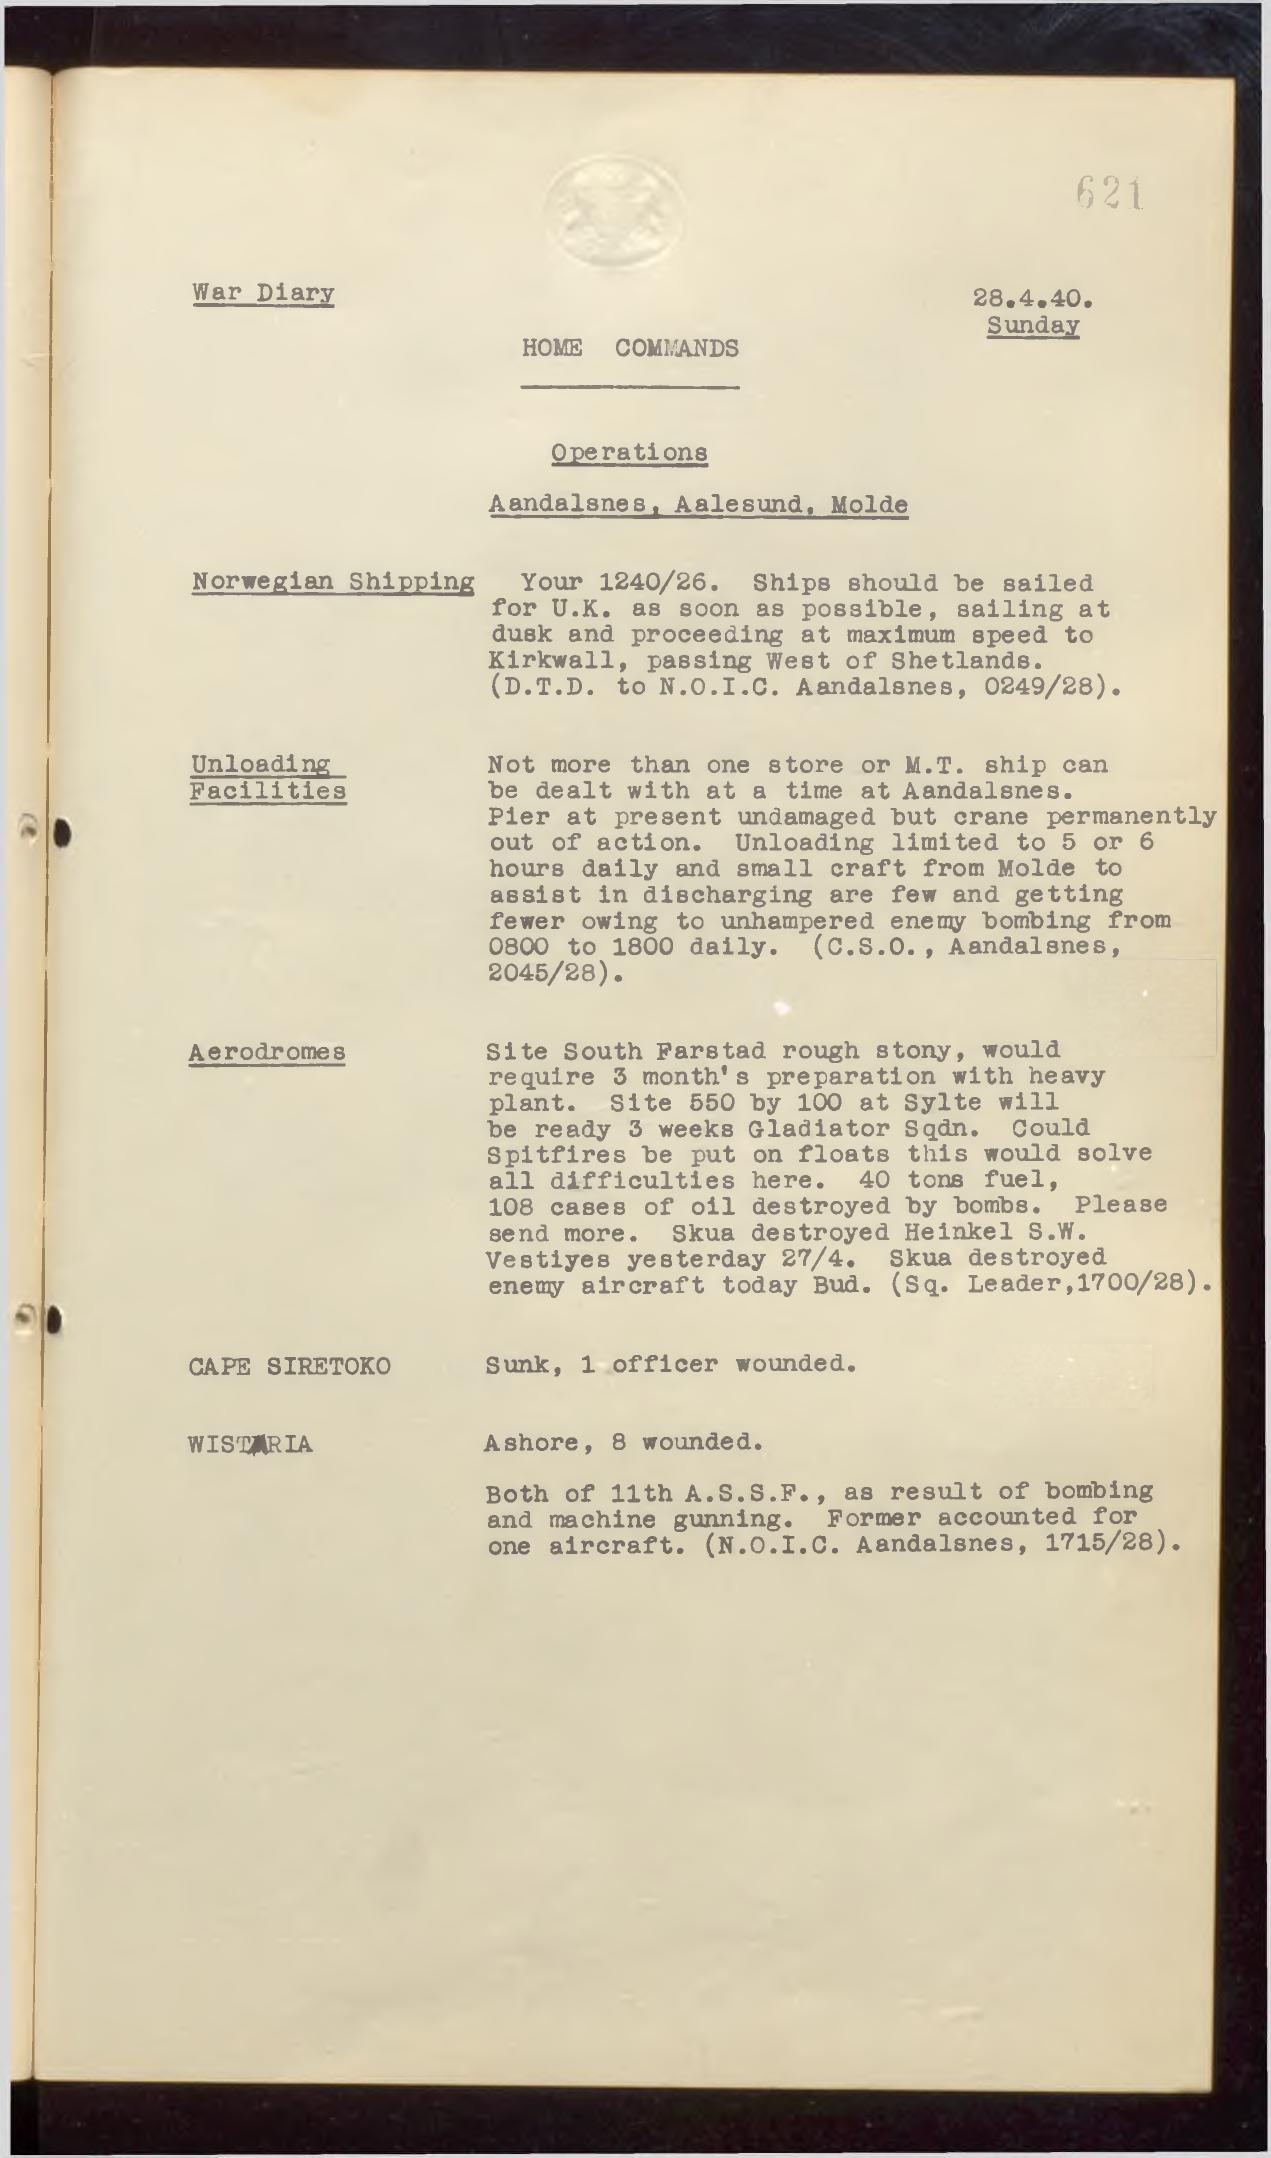 621
War Diary
28.4.40.
Sunday
HOME COMMANDS
Operations
Aandalsnes, Aalesund, Molde
Norwegian Shipping Your 1240/26. Ships should be sailed
for U.K. as soon as possible, sailing at
dusk and proceeding at maximum speed to
Kirkwall, passing West of Shetlands.
(D.T.D. to N.O.I.C. Aandalsnes, 0249/28).
Unloading
Facilities
Not more than one store or M.T. ship can
be dealt with at a time at Aandalsnes.
Pier at present undamaged but crane permanently
out of action. Unloading limited to 5 or 6
hours daily and small craft from Molde to
assist in discharging are few and getting
fewer owing to unhampered enemy bombing from
0800 to 1800 daily. (C.S.O., Aandalsnes,
2045/28).
Aerodromes Site South Farstad rough stony, would
require 3 month's preparation with heavy
plant. Site 550 by 100 at Sylte will
be ready 3 weeks Gladiator Sqdn. Could
Spitfires be put on floats this would solve
all difficulties here. 40 tons fuel,
108 cases of oil destroyed by bombs. Please
send more. Skua destroyed Heinkel S.W.
Vestiyes yesterday 27/4. Skua destroyed
enemy aircraft today Bud. (Sq. Leader,1700/28).
CAPE SIRETOKO Sunk, 1 officer wounded.
WISTARIA Ashore, 8 wounded.
Both of 11th A.S.S.F., as result of bombing
and machine gunning. Former accounted for
one aircraft. (N.O.I.C. Aandalsnes, 1715/28).